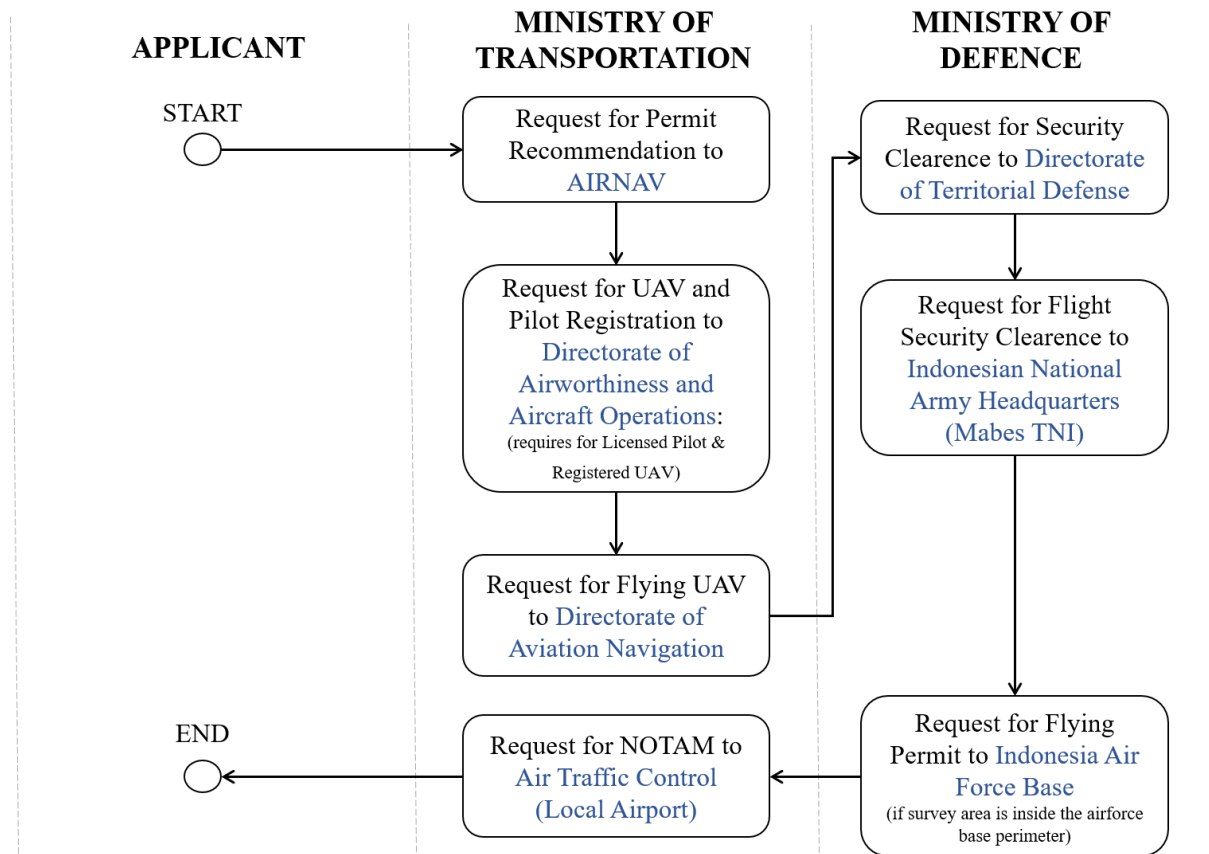 APPLICANT
MINISTRY OF
TRANSPORTATION
MINISTRY OF
DEFENCE
START
Request for Permit
Recommendation to
AIRNAV
Request for UAV and
Pilot Registration to
Directorate of
Airworthiness and
Aircraft Operations:
(requires for Licensed Pilot &
Registered UAV)
Request for Flying UAV
to Directorate of
Aviation Navigation
Request for Security
Clearence to Directorate
of Territorial Defense
Request for Flight
Security Clearence to
Indonesian National
Army Headquarters
(Mabes TNI)
Request for Flying
Permit to Indonesia Air
Force Base
(if survey area is inside the airforce
base perimeter)
Request for NOTAM to
Air Traffic Control
(Local Airport)
END